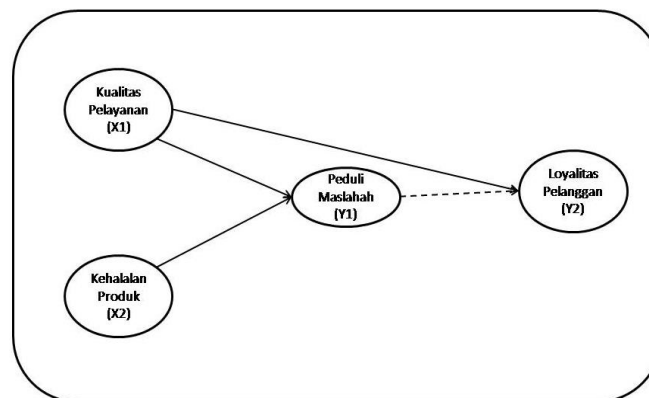 Kualitas
Pelayanan
(X1)
Peduli
Maslahah
(Y1)
Loyalitas
Pelanggan
(Y2)
Kehalalan
Produk
(X2)